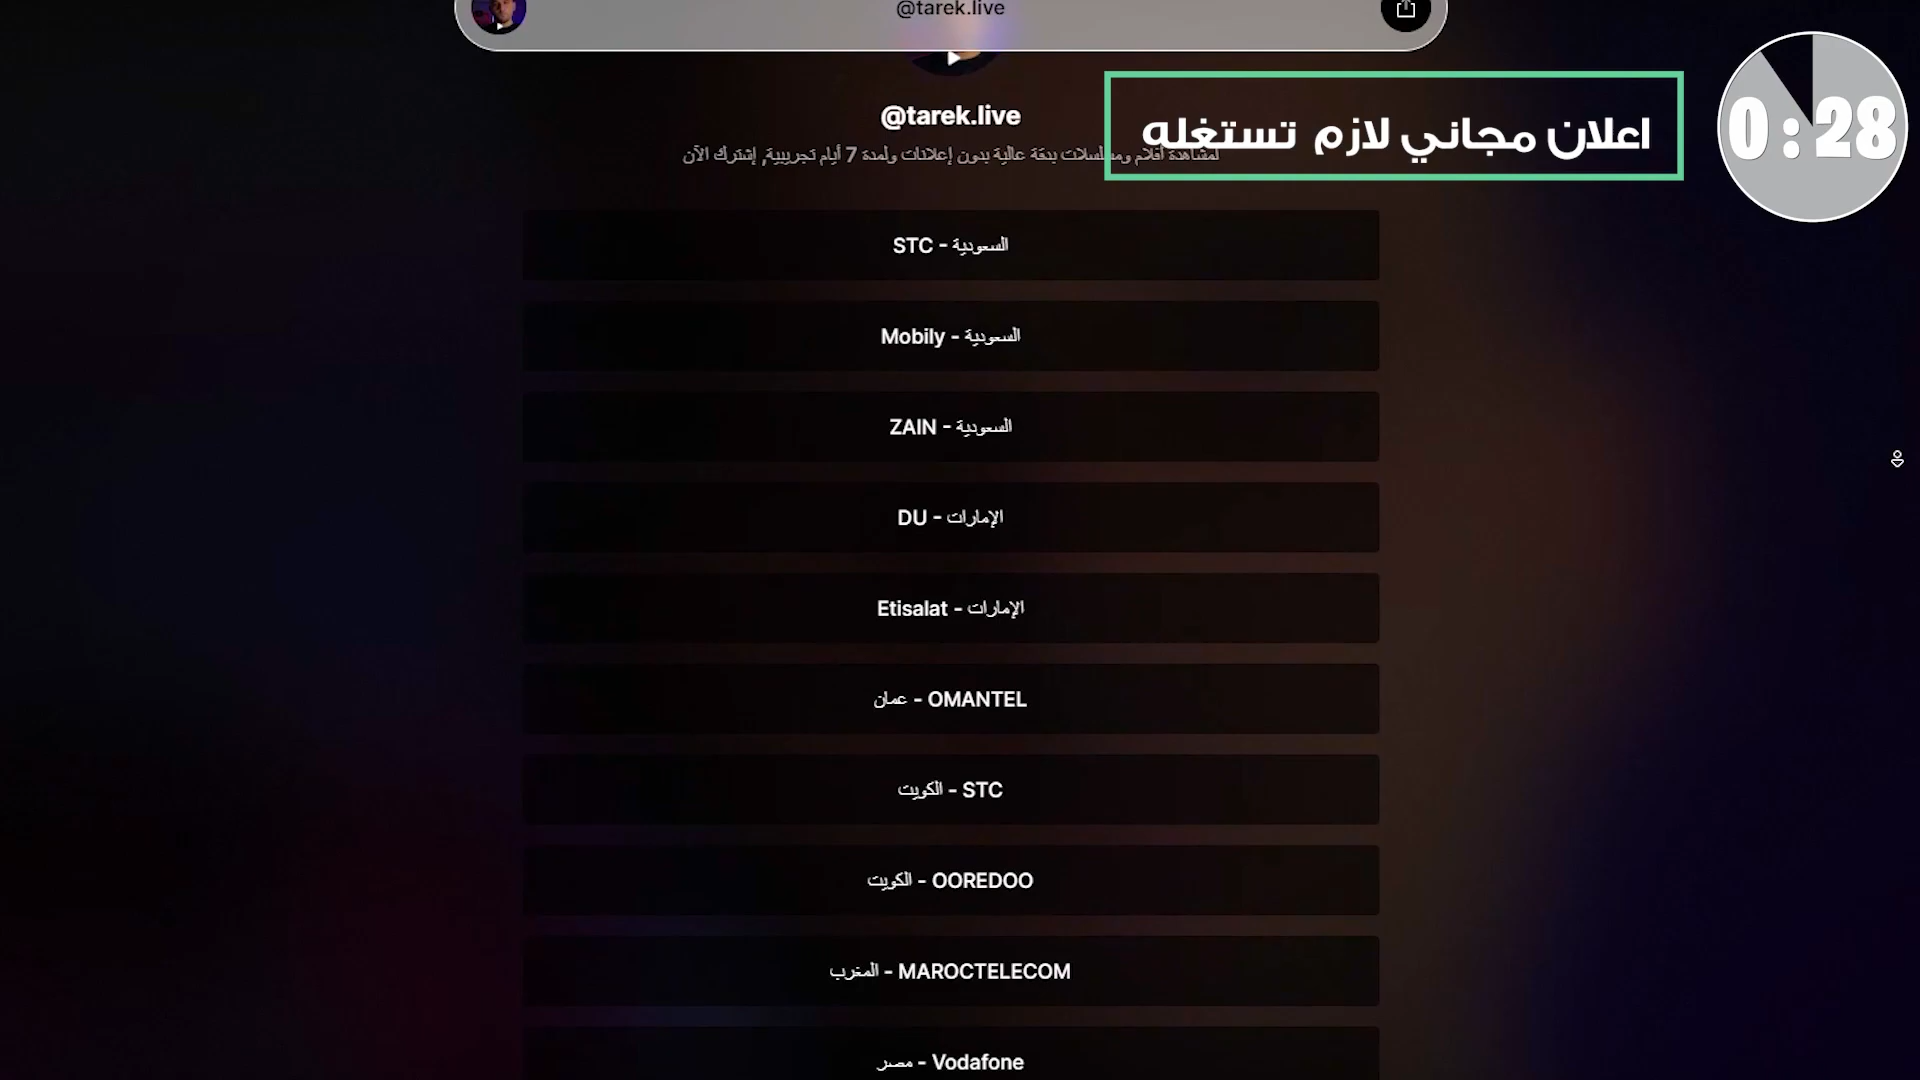 @tarek.live
@tarek.live
اعلان مجاني لازم تستغله
0:28
لمشاهدة أفلام ومسلسلات بدقة عالية بدون إعلانات ولمدة 7 أيام تجريبية, إشترك الآن
STC - السعودية
Mobily - السعودية
ZAIN - السعودية
DU - الإمارات
Etisalat - الإمارات
عمان - OMANTEL
الكويت - STC
الكويت - OOREDOO
المغرب - MAROCTELECOM
مصر - Vodafone